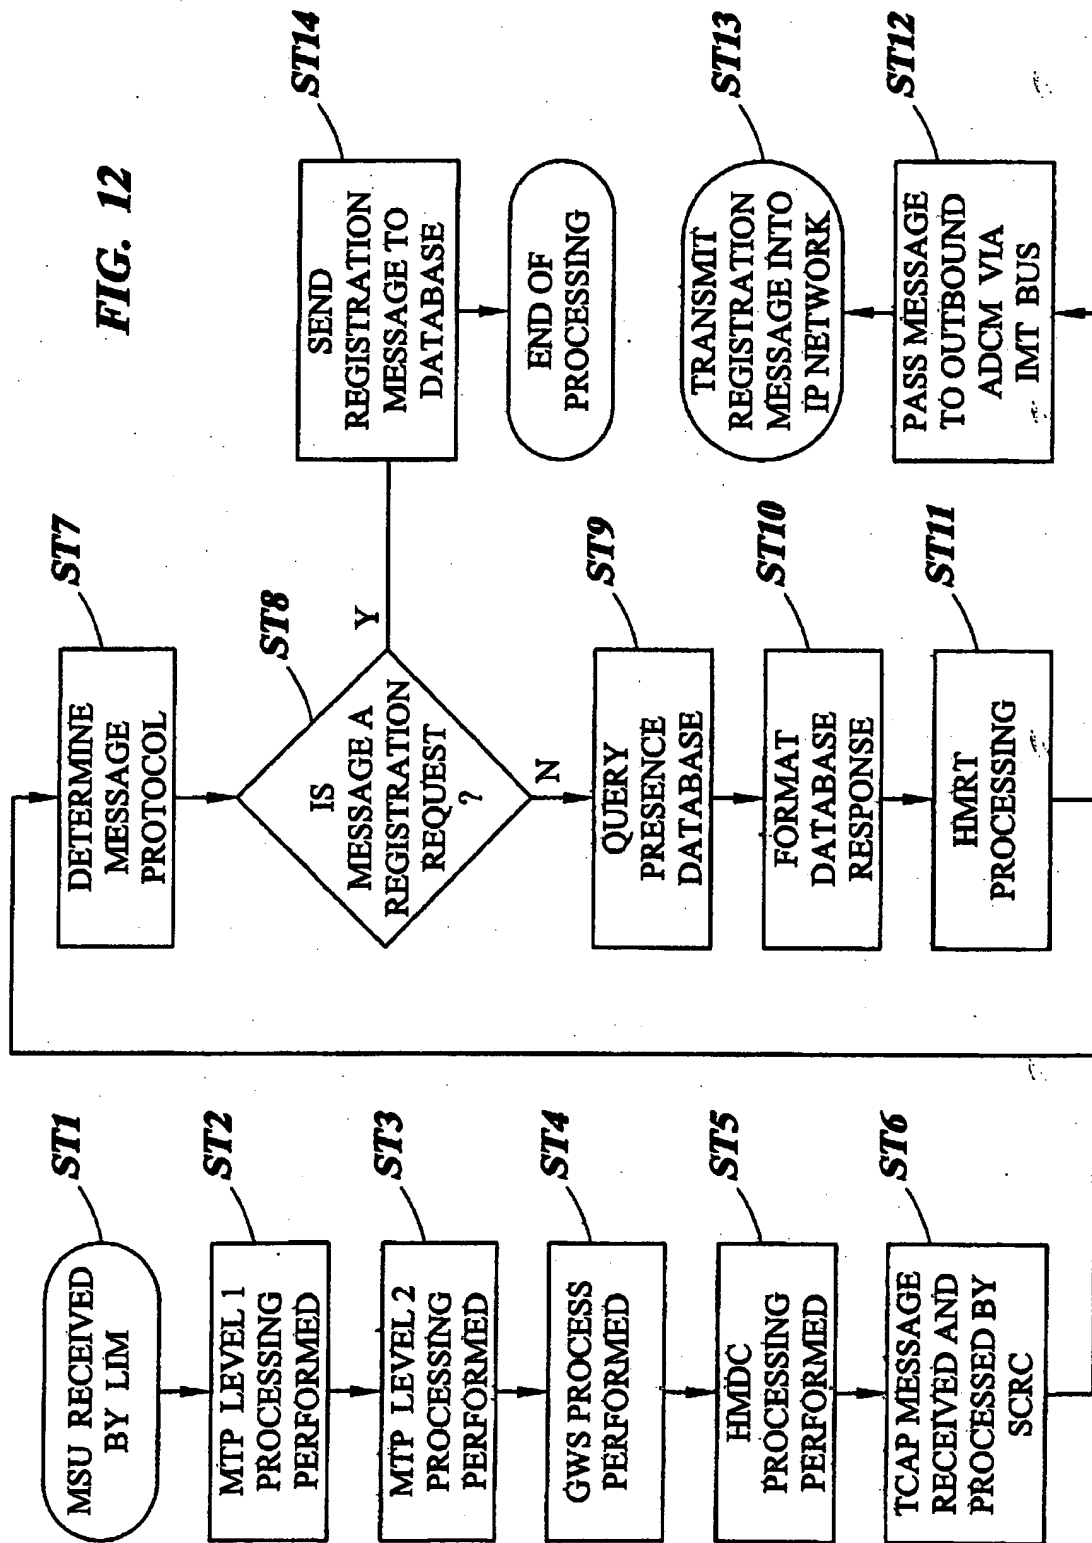 FIG. 12
ST1
MSU RECEIVED
BY LIM
ST2
MTP LEVEL 1
PROCESSING
PERFORMED
ST3
MTP LEVEL 2
PROCESSING
PERFORMED
ST4
GWS PROCESS
PERFORMED
ST5
HMDC
PROCESSING
PERFORMED
ST6
TCAP MESSAGE
RECEIVED AND
PROCESSED BY
SCRC
ST7
DETERMINE
MESSAGE
PROTOCOL
ST8
IS
MESSAGE A
REGISTRATION
REQUEST
?
Y
N
ST9
QUERY
PRESENCE
DATABASE
ST10
FORMAT
DATABASE
RESPONSE
ST11
HMRT
PROCESSING
ST14
SEND
REGISTRATION
MESSAGE TO
DATABASE
END OF
PROCESSING
ST13
TRANSMIT
REGISTRATION
MESSAGE INTO
IP NETWORK
ST12
PASS MESSAGE
TO OUTBOUND
ADCM VIA
IMT BUS